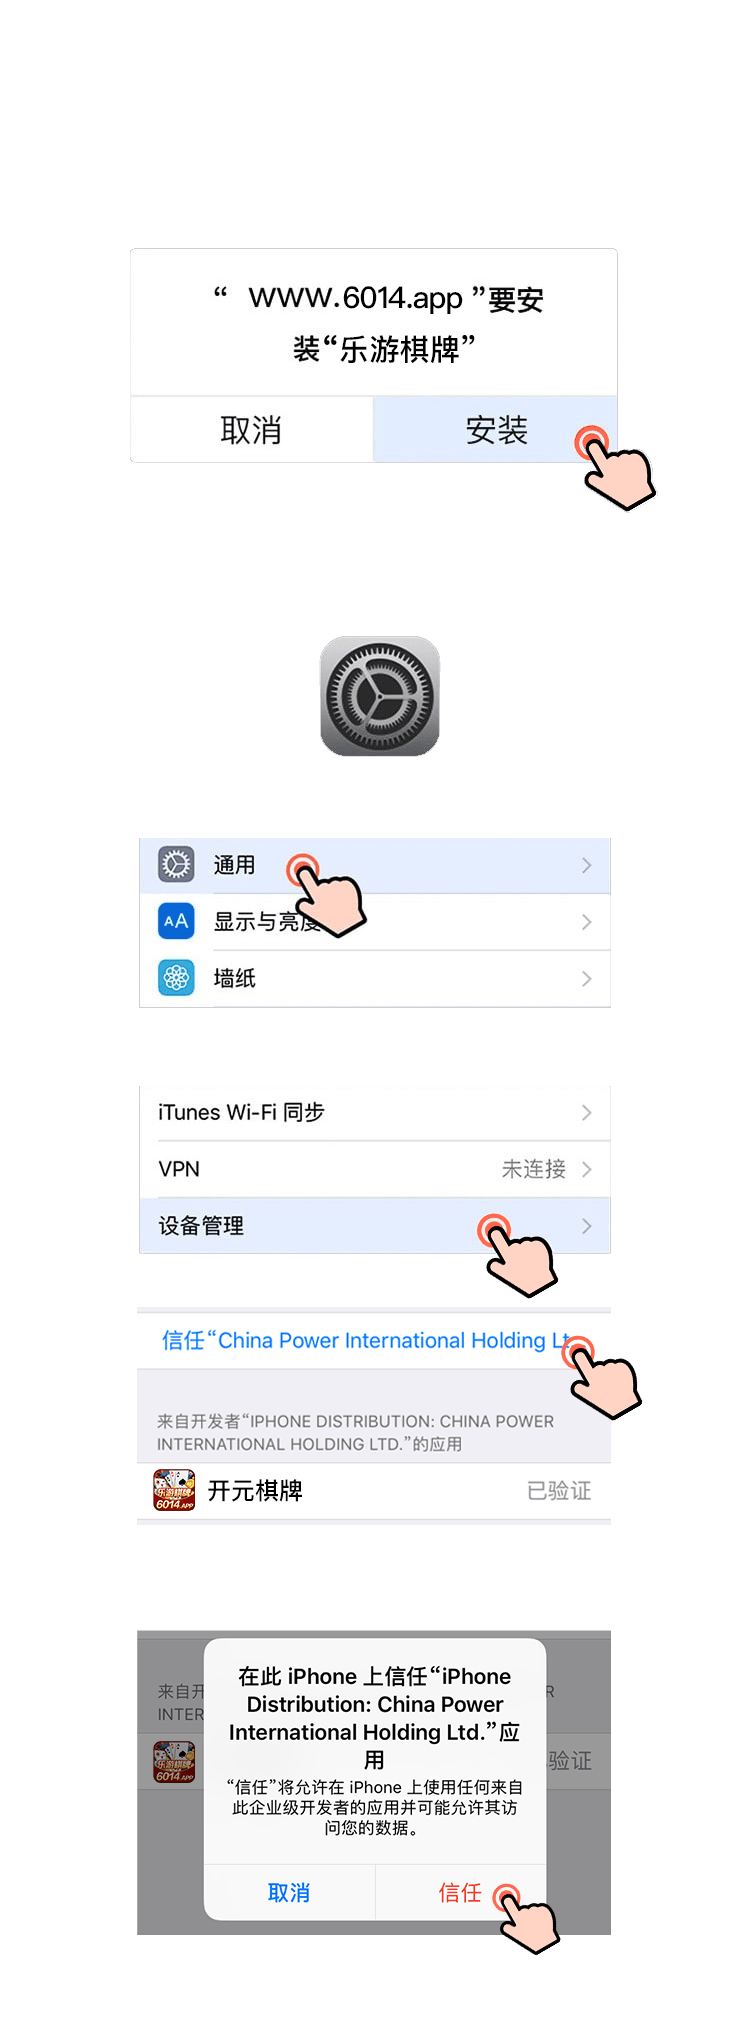 “ WWW.6014.app ”要安
装“乐游棋牌”
取消
安装
通用
显示与亮度
墙纸
iTunes Wi-Fi 同步
VPN
未连接
设备管理
信任“China Power International Holding Lt
来自开发者“IPHONE DISTRIBUTION: CHINA POWER
INTERNATIONAL HOLDING LTD.”的应用
乐游棋牌
6014.APP
开元棋牌
已验证
在此 iPhone 上信任“iPhone
Distribution: China Power
International Holding Ltd.”应
用
“信任”将允许在 iPhone 上使用任何来自
此企业级开发者的应用并可能允许其访
问您的数据。
来自开
R
INTER
乐游棋牌
6014.APP
验证
取消
信任